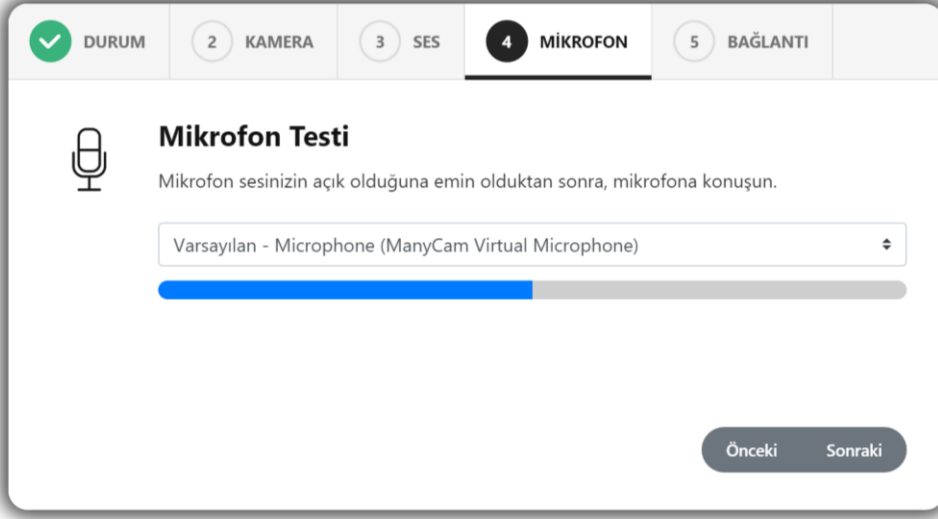 DURUM
2 KAMERA
3 SES
4 MİKROFON
5 BAĞLANTI
Mikrofon Testi
Mikrofon sesinizin açık olduğuna emin olduktan sonra, mikrofona konuşun.
Varsayılan - Microphone (ManyCam Virtual Microphone)
Önceki Sonraki